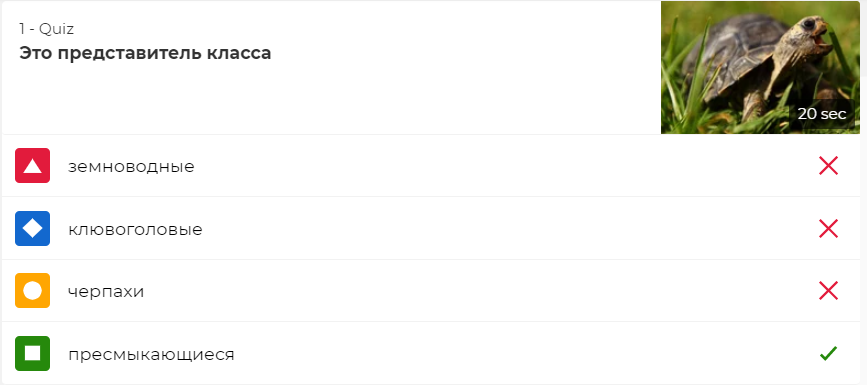 1 - Quiz
Это представитель класса
20 sec
земноводные
клювоголовые
черпахи
пресмыкающиеся